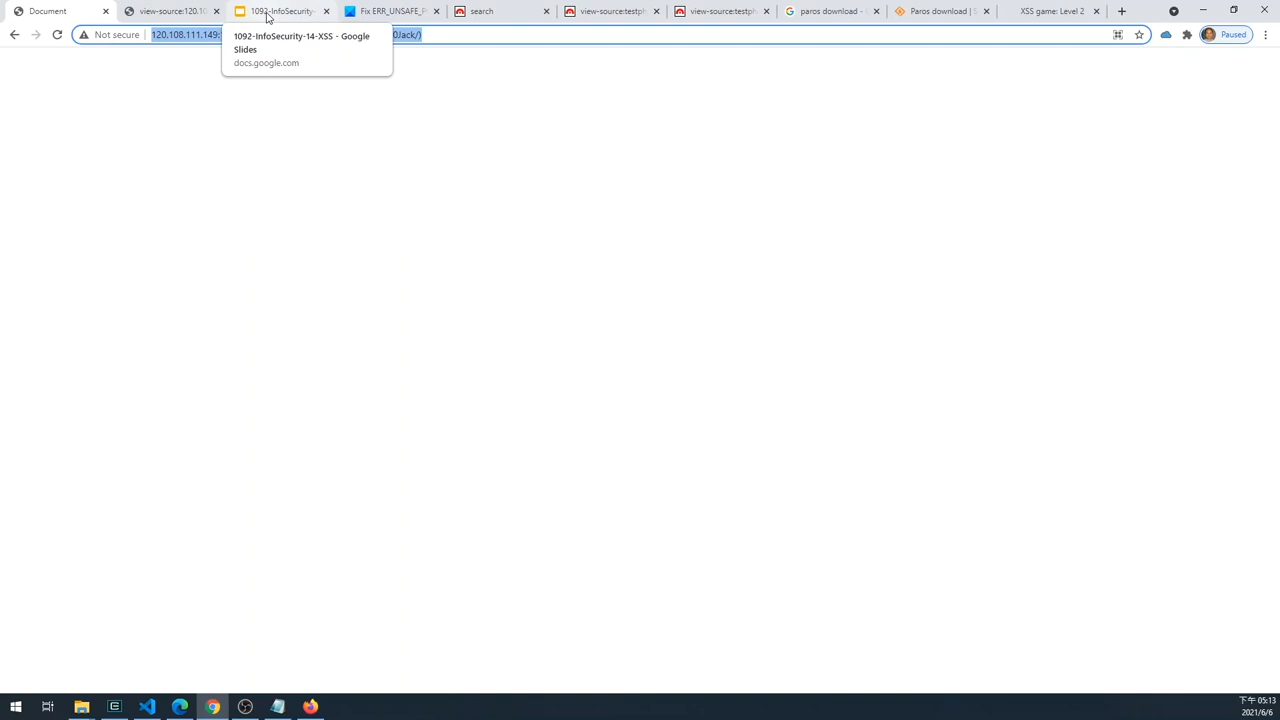 Document
view-source:120.10
1092-InfoSecurity-
Fix ERR_UNSAFE_P
search
view-source:testph
view-source:testph
paros download -
Paros download | S
XSS game: Level 2
Not secure
120.108.111.149:
Jack/)
Paused
1092-InfoSecurity-14-XSS - Google
Slides
docs.google.com
下午 05:13
2021/6/6